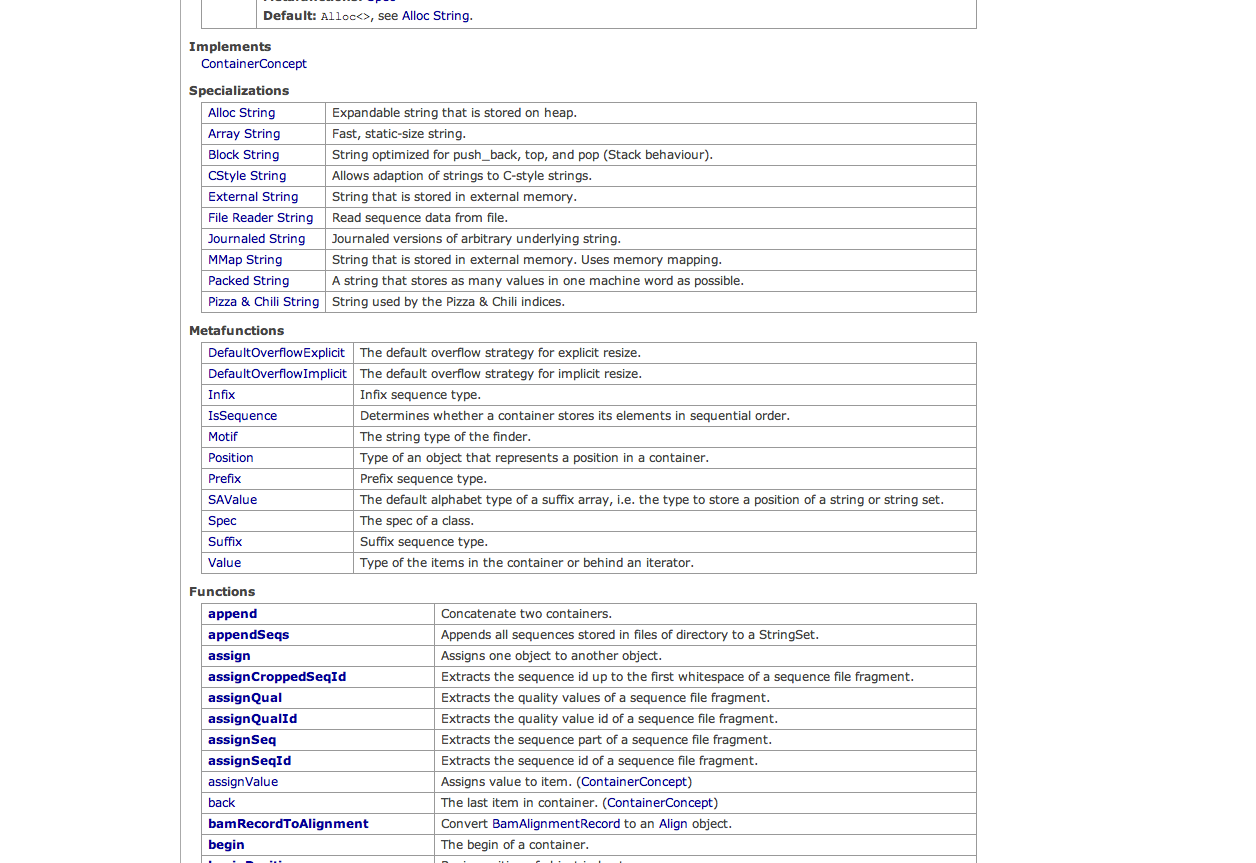 Metafunctions: Spec
Default: Alloc<>, see Alloc String.
Implements
ContainerConcept
Specializations
Alloc String Expandable string that is stored on heap.
Array String Fast, static-size string.
Block String String optimized for push_back, top, and pop (Stack behaviour).
CStyle String Allows adaption of strings to C-style strings.
External String String that is stored in external memory.
File Reader String Read sequence data from file.
Journaled String Journaled versions of arbitrary underlying string.
MMap String String that is stored in external memory. Uses memory mapping.
Packed String A string that stores as many values in one machine word as possible.
Pizza & Chili String String used by the Pizza & Chili indices.
Metafunctions
DefaultOverflowExplicit The default overflow strategy for explicit resize.
DefaultOverflowImplicit The default overflow strategy for implicit resize.
Infix Infix sequence type.
IsSequence Determines whether a container stores its elements in sequential order.
Motif The string type of the finder.
Position Type of an object that represents a position in a container.
Prefix Prefix sequence type.
SAValue The default alphabet type of a suffix array, i.e. the type to store a position of a string or string set.
Spec The spec of a class.
Suffix Suffix sequence type.
Value Type of the items in the container or behind an iterator.
Functions
append Concatenate two containers.
appendSeqs Appends all sequences stored in files of directory to a StringSet.
assign Assigns one object to another object.
assignCroppedSeqId Extracts the sequence id up to the first whitespace of a sequence file fragment.
assignQual Extracts the quality values of a sequence file fragment.
assignQualId Extracts the quality value id of a sequence file fragment.
assignSeq Extracts the sequence part of a sequence file fragment.
assignSeqId Extracts the sequence id of a sequence file fragment.
assignValue Assigns value to item. (ContainerConcept)
back The last item in container. (ContainerConcept)
bamRecordToAlignment Convert BamAlignmentRecord to an Align object.
begin The begin of a container.